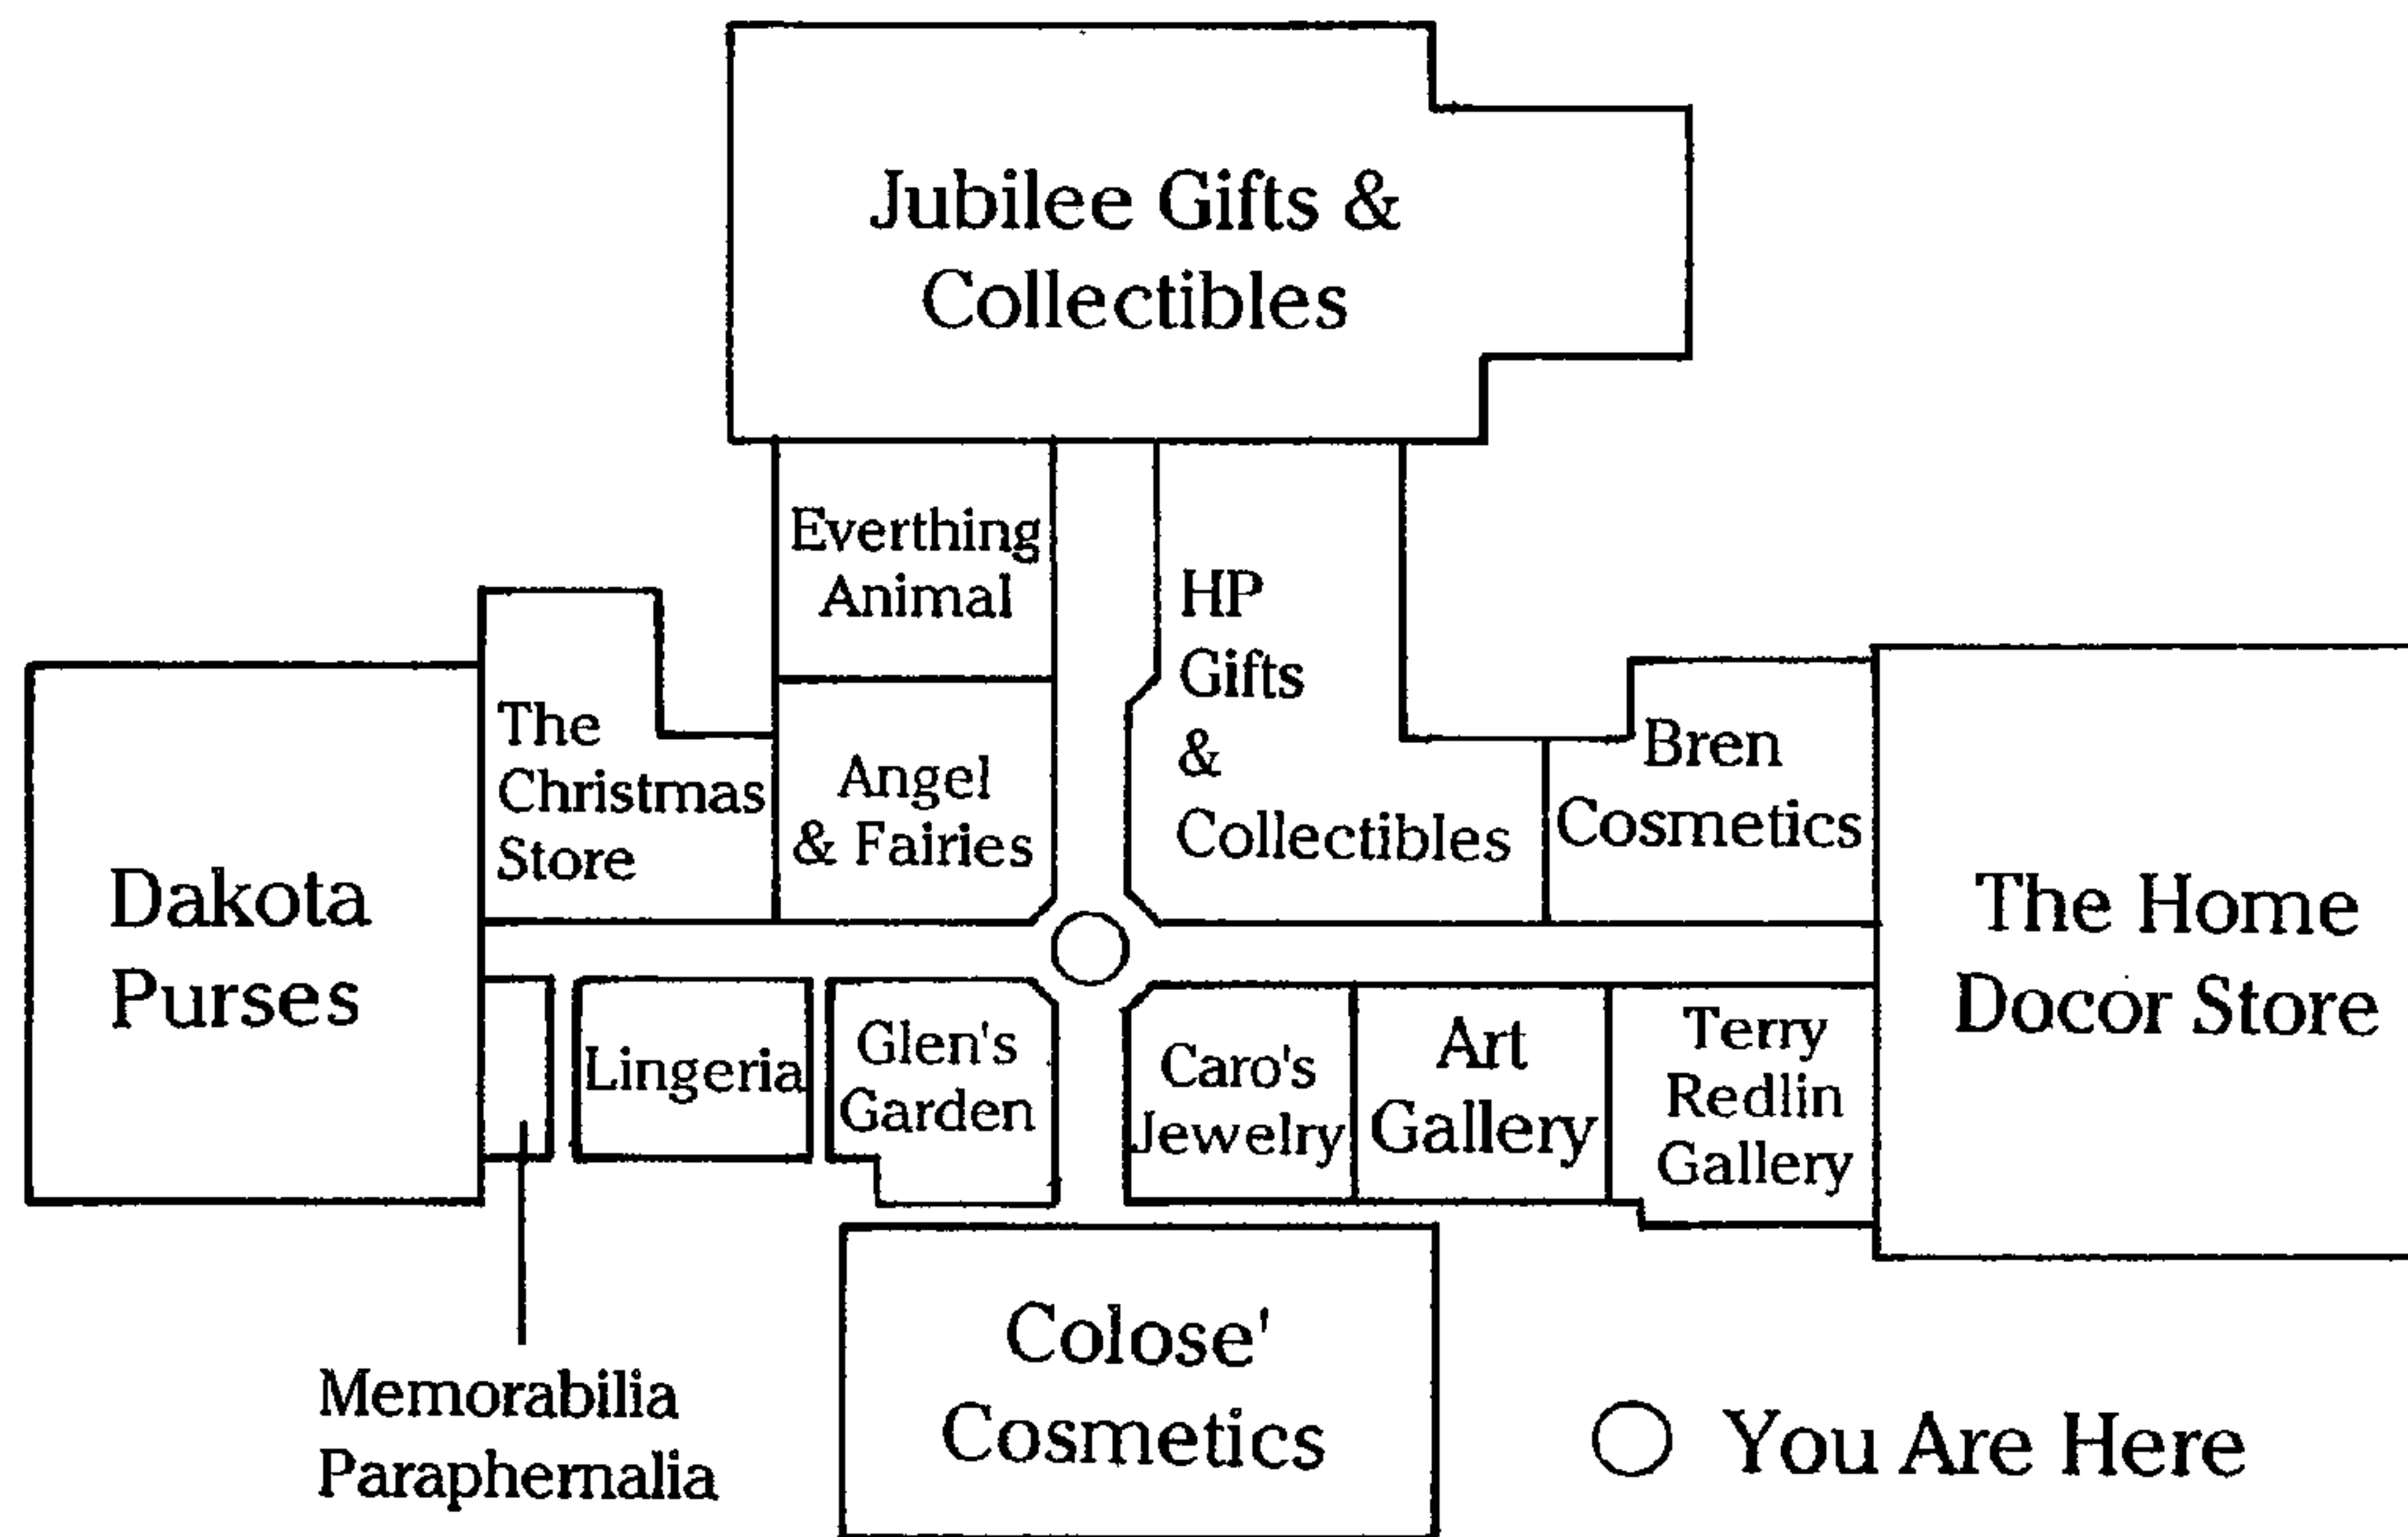 Jubilee Gifts &
Collectibles
Everthing
Animal
HP
Gifts
&
Collectibles
The
Christmas
Store
Angel
& Fairies
Bren
Cosmetics
Dakota
Purses
The Home
Docor Store
Lingeria
Glen's
Garden
Caro's
Jewelry
Art
Gallery
Terry
Redlin
Gallery
Memorabilia
Paraphernalia
Colose'
Cosmetics
You Are Here